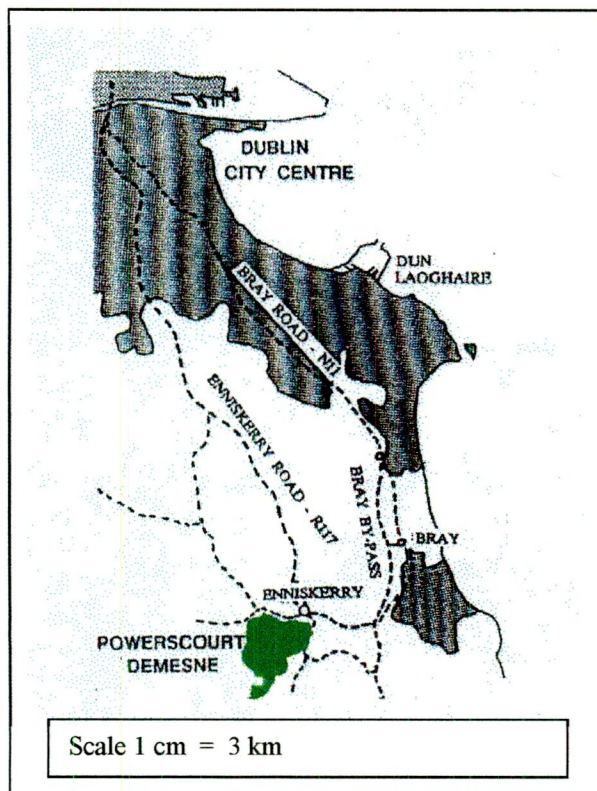 DUBLIN
CITY CENTRE
DUN
LAOGHAIRE
BRAY ROAD - N11
ENNISKERRY ROAD - R117
BRAY BY-PASS
BRAY
ENNISKERRY
POWERSCOURT
DEMESNE
Scale 1 cm = 3 km